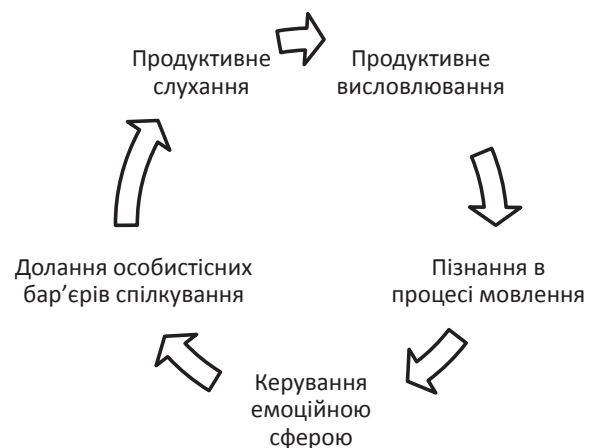 Продуктивне
слухання
Продуктивне
висловлювання
Пізнання в
процесі мовлення
Керування
емоційною
сферою
Долання особистісних
бар’єрів спілкування